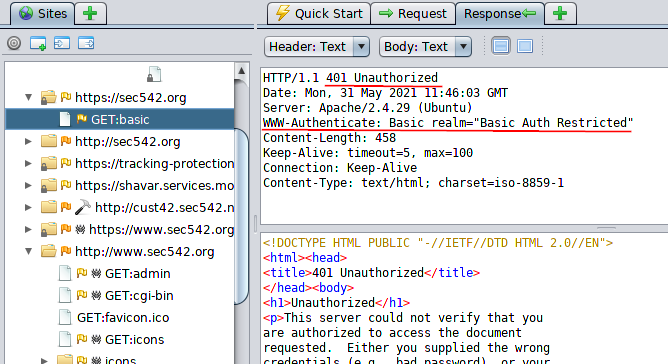 Sites
Quick Start
Request
Response
Header: Text
Body: Text
https://sec542.org
GET:basic
http://sec542.org
https://tracking-protection
https://shavar.services.mo
http://cust42.sec542.n
https://www.sec542.org
http://www.sec542.org
GET:admin
GET:cgi-bin
GET:favicon.ico
GET:icons
icons
HTTP/1.1 401 Unauthorized
Date: Mon, 31 May 2021 11:46:03 GMT
Server: Apache/2.4.29 (Ubuntu)
WWW-Authenticate: Basic realm="Basic Auth Restricted"
Content-Length: 458
Keep-Alive: timeout=5, max=100
Connection: Keep-Alive
Content-Type: text/html; charset=iso-8859-1
<!DOCTYPE HTML PUBLIC "-//IETF//DTD HTML 2.0//EN">
<html><head>
<title>401 Unauthorized</title>
</head><body>
<h1>Unauthorized</h1>
<p>This server could not verify that you
are authorized to access the document
requested.  Either you supplied the wrong
credentials (e.g., bad password), or your